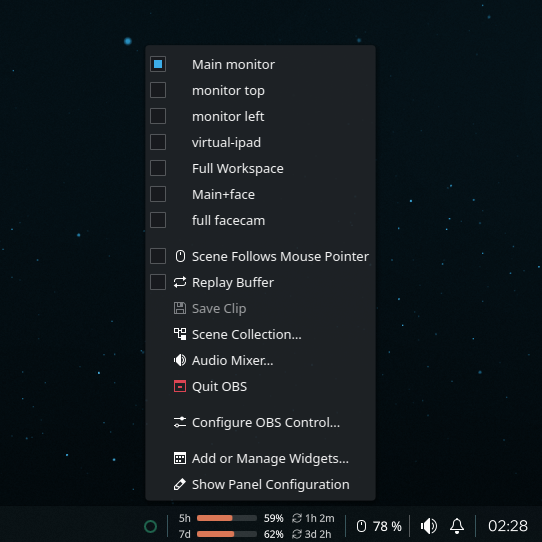 Main monitor
monitor top
monitor left
virtual-ipad
Full Workspace
Main+face
full facecam
Scene Follows Mouse Pointer
Replay Buffer
Save Clip
Scene Collection...
Audio Mixer...
Quit OBS
Configure OBS Control...
Add or Manage Widgets...
Show Panel Configuration
5h 59% 1h 2m
7d 62% 3d 2h
78 %
02:28